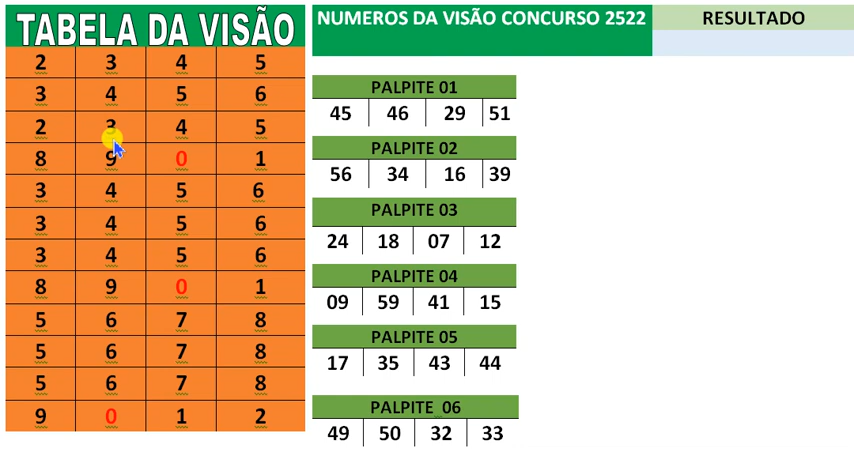 TABELA DA VISÃO
2 3 4 5
3 4 5 6
2 3 4 5
8 9 0 1
3 4 5 6
3 4 5 6
3 4 5 6
8 9 0 1
5 6 7 8
5 6 7 8
5 6 7 8
9 0 1 2
NUMEROS DA VISÃO CONCURSO 2522
RESULTADO
PALPITE 01
45 46 29 51
PALPITE 02
56 34 16 39
PALPITE 03
24 18 07 12
PALPITE 04
09 59 41 15
PALPITE 05
17 35 43 44
PALPITE 06
49 50 32 33